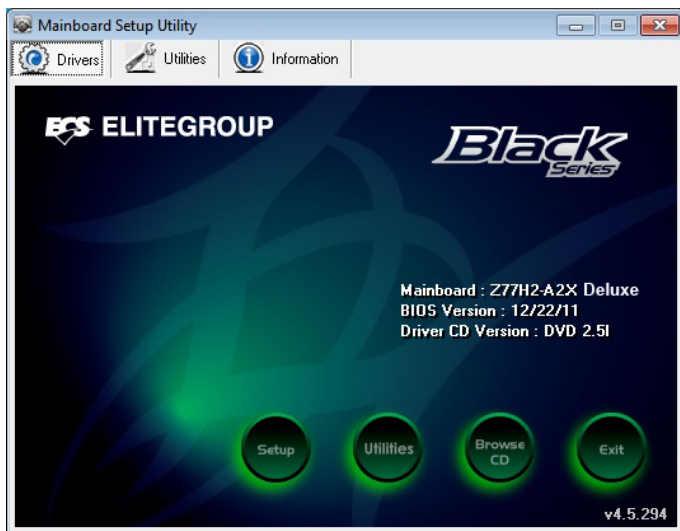 Mainboard Setup Utility
Drivers Utilities Information
ECS ELITEGROUP
Black
Series
Mainboard : Z77H2-A2X Deluxe
BIOS Version : 12/22/11
Driver CD Version : DVD 2.5I
Setup Utilities Browse CD Exit
v4.5.294